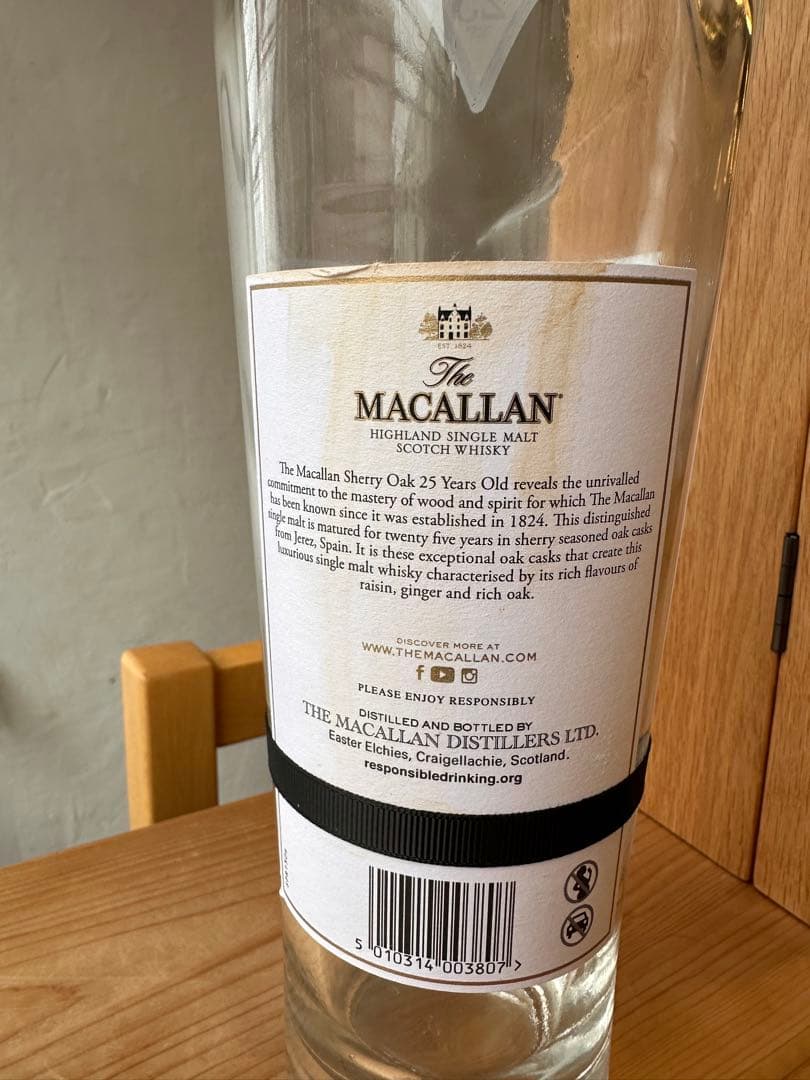 25
EST. 1824
The
MACALLAN
HIGHLAND SINGLE MALT
SCOTCH WHISKY
The Macallan Sherry Oak 25 Years Old reveals the unrivalled
commitment to the mastery of wood and spirit for which The Macallan
has been known since it was established in 1824. This distinguished
single malt is matured for twenty five years in sherry seasoned oak casks
from Jerez, Spain. It is these exceptional oak casks that create this
luxurious single malt whisky characterised by its rich flavours of
raisin, ginger and rich oak.
DISCOVER MORE AT
WWW.THEMACALLAN.COM
PLEASE ENJOY RESPONSIBLY
DISTILLED AND BOTTLED BY
THE MACALLAN DISTILLERS LTD.
Easter Elchies, Craigellachie, Scotland.
responsibledrinking.org
5 010314 003807 >